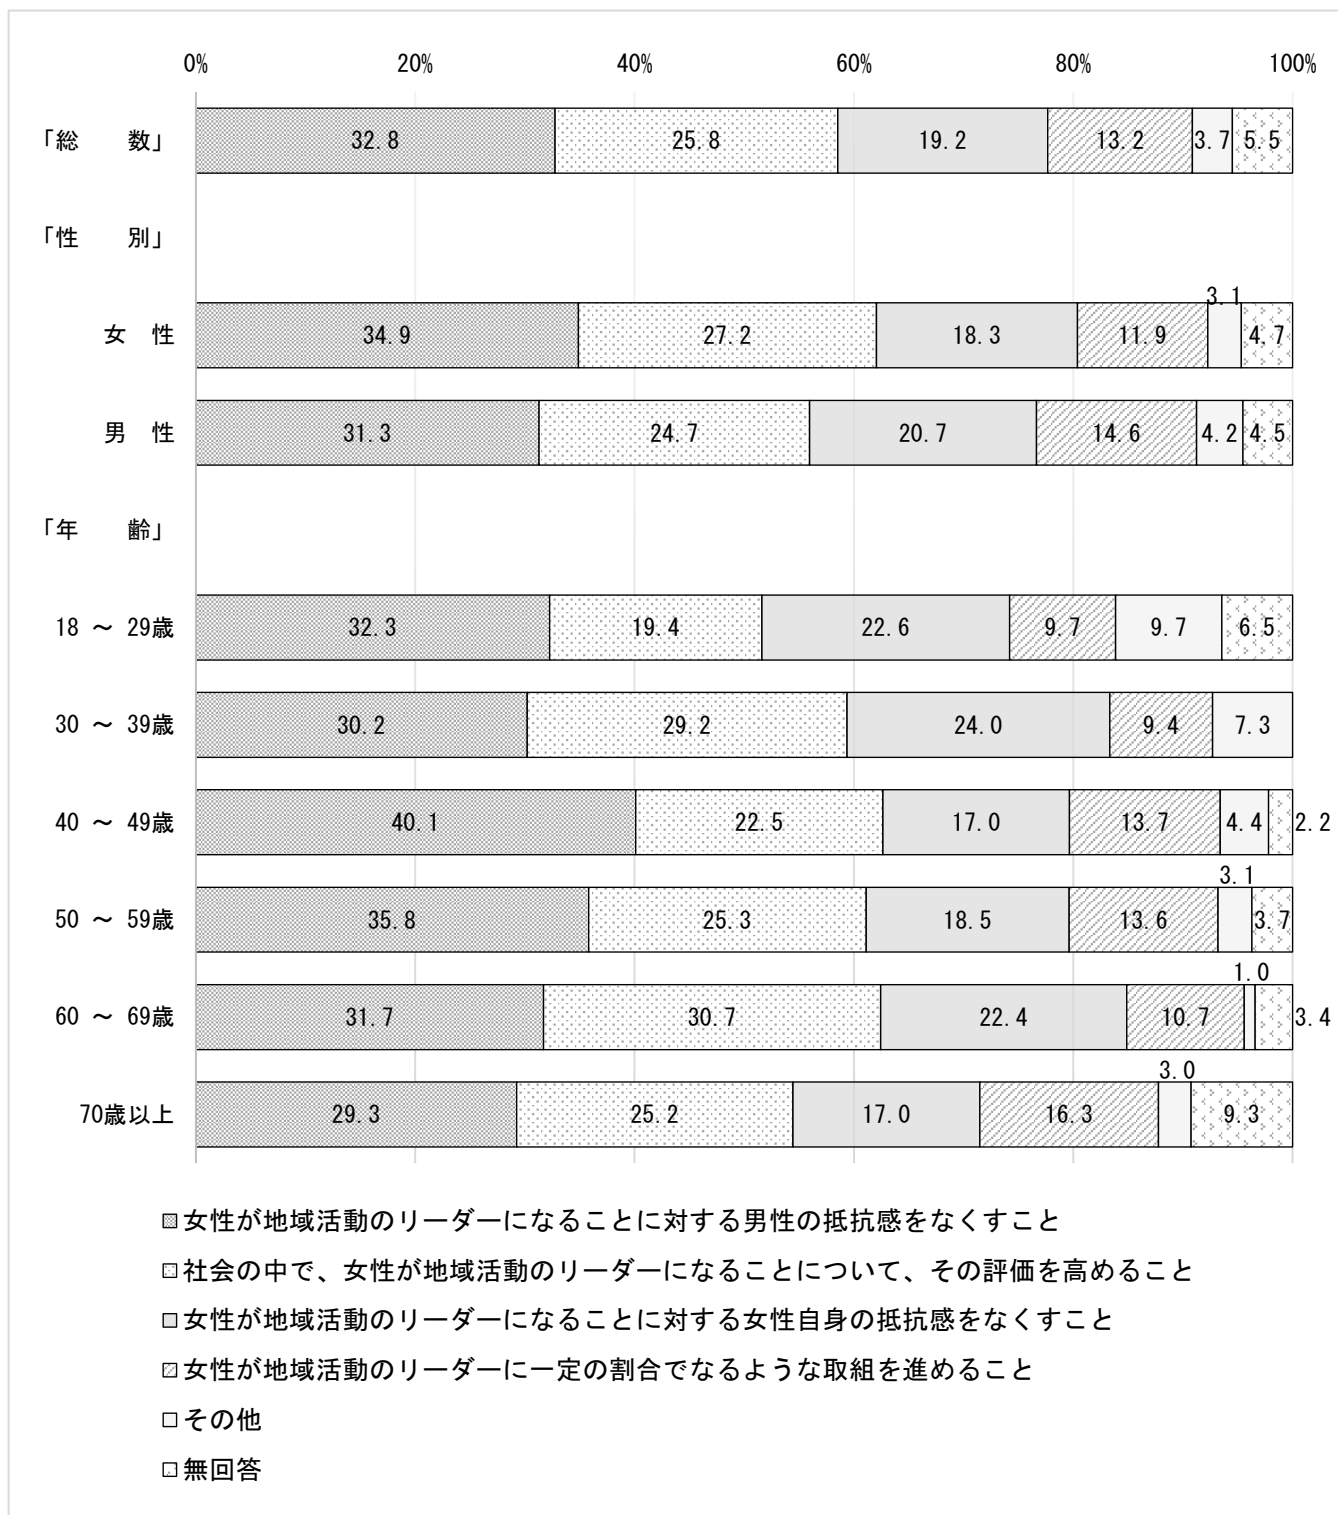 0% 20% 40% 60% 80% 100%
「総　　数」 32.8 25.8 19.2 13.2 3.7 5.5
「性　　別」
3.1
女　性 34.9 27.2 18.3 11.9 4.7
男　性 31.3 24.7 20.7 14.6 4.2 4.5
「年　　齢」
18 ～ 29歳 32.3 19.4 22.6 9.7 9.7 6.5
30 ～ 39歳 30.2 29.2 24.0 9.4 7.3
40 ～ 49歳 40.1 22.5 17.0 13.7 4.4 2.2
3.1
50 ～ 59歳 35.8 25.3 18.5 13.6 3.7
1.0
60 ～ 69歳 31.7 30.7 22.4 10.7 3.4
3.0
70歳以上 29.3 25.2 17.0 16.3 9.3
女性が地域活動のリーダーになることに対する男性の抵抗感をなくすこと
社会の中で、女性が地域活動のリーダーになることについて、その評価を高めること
女性が地域活動のリーダーになることに対する女性自身の抵抗感をなくすこと
女性が地域活動のリーダーに一定の割合でなるような取組を進めること
その他
無回答